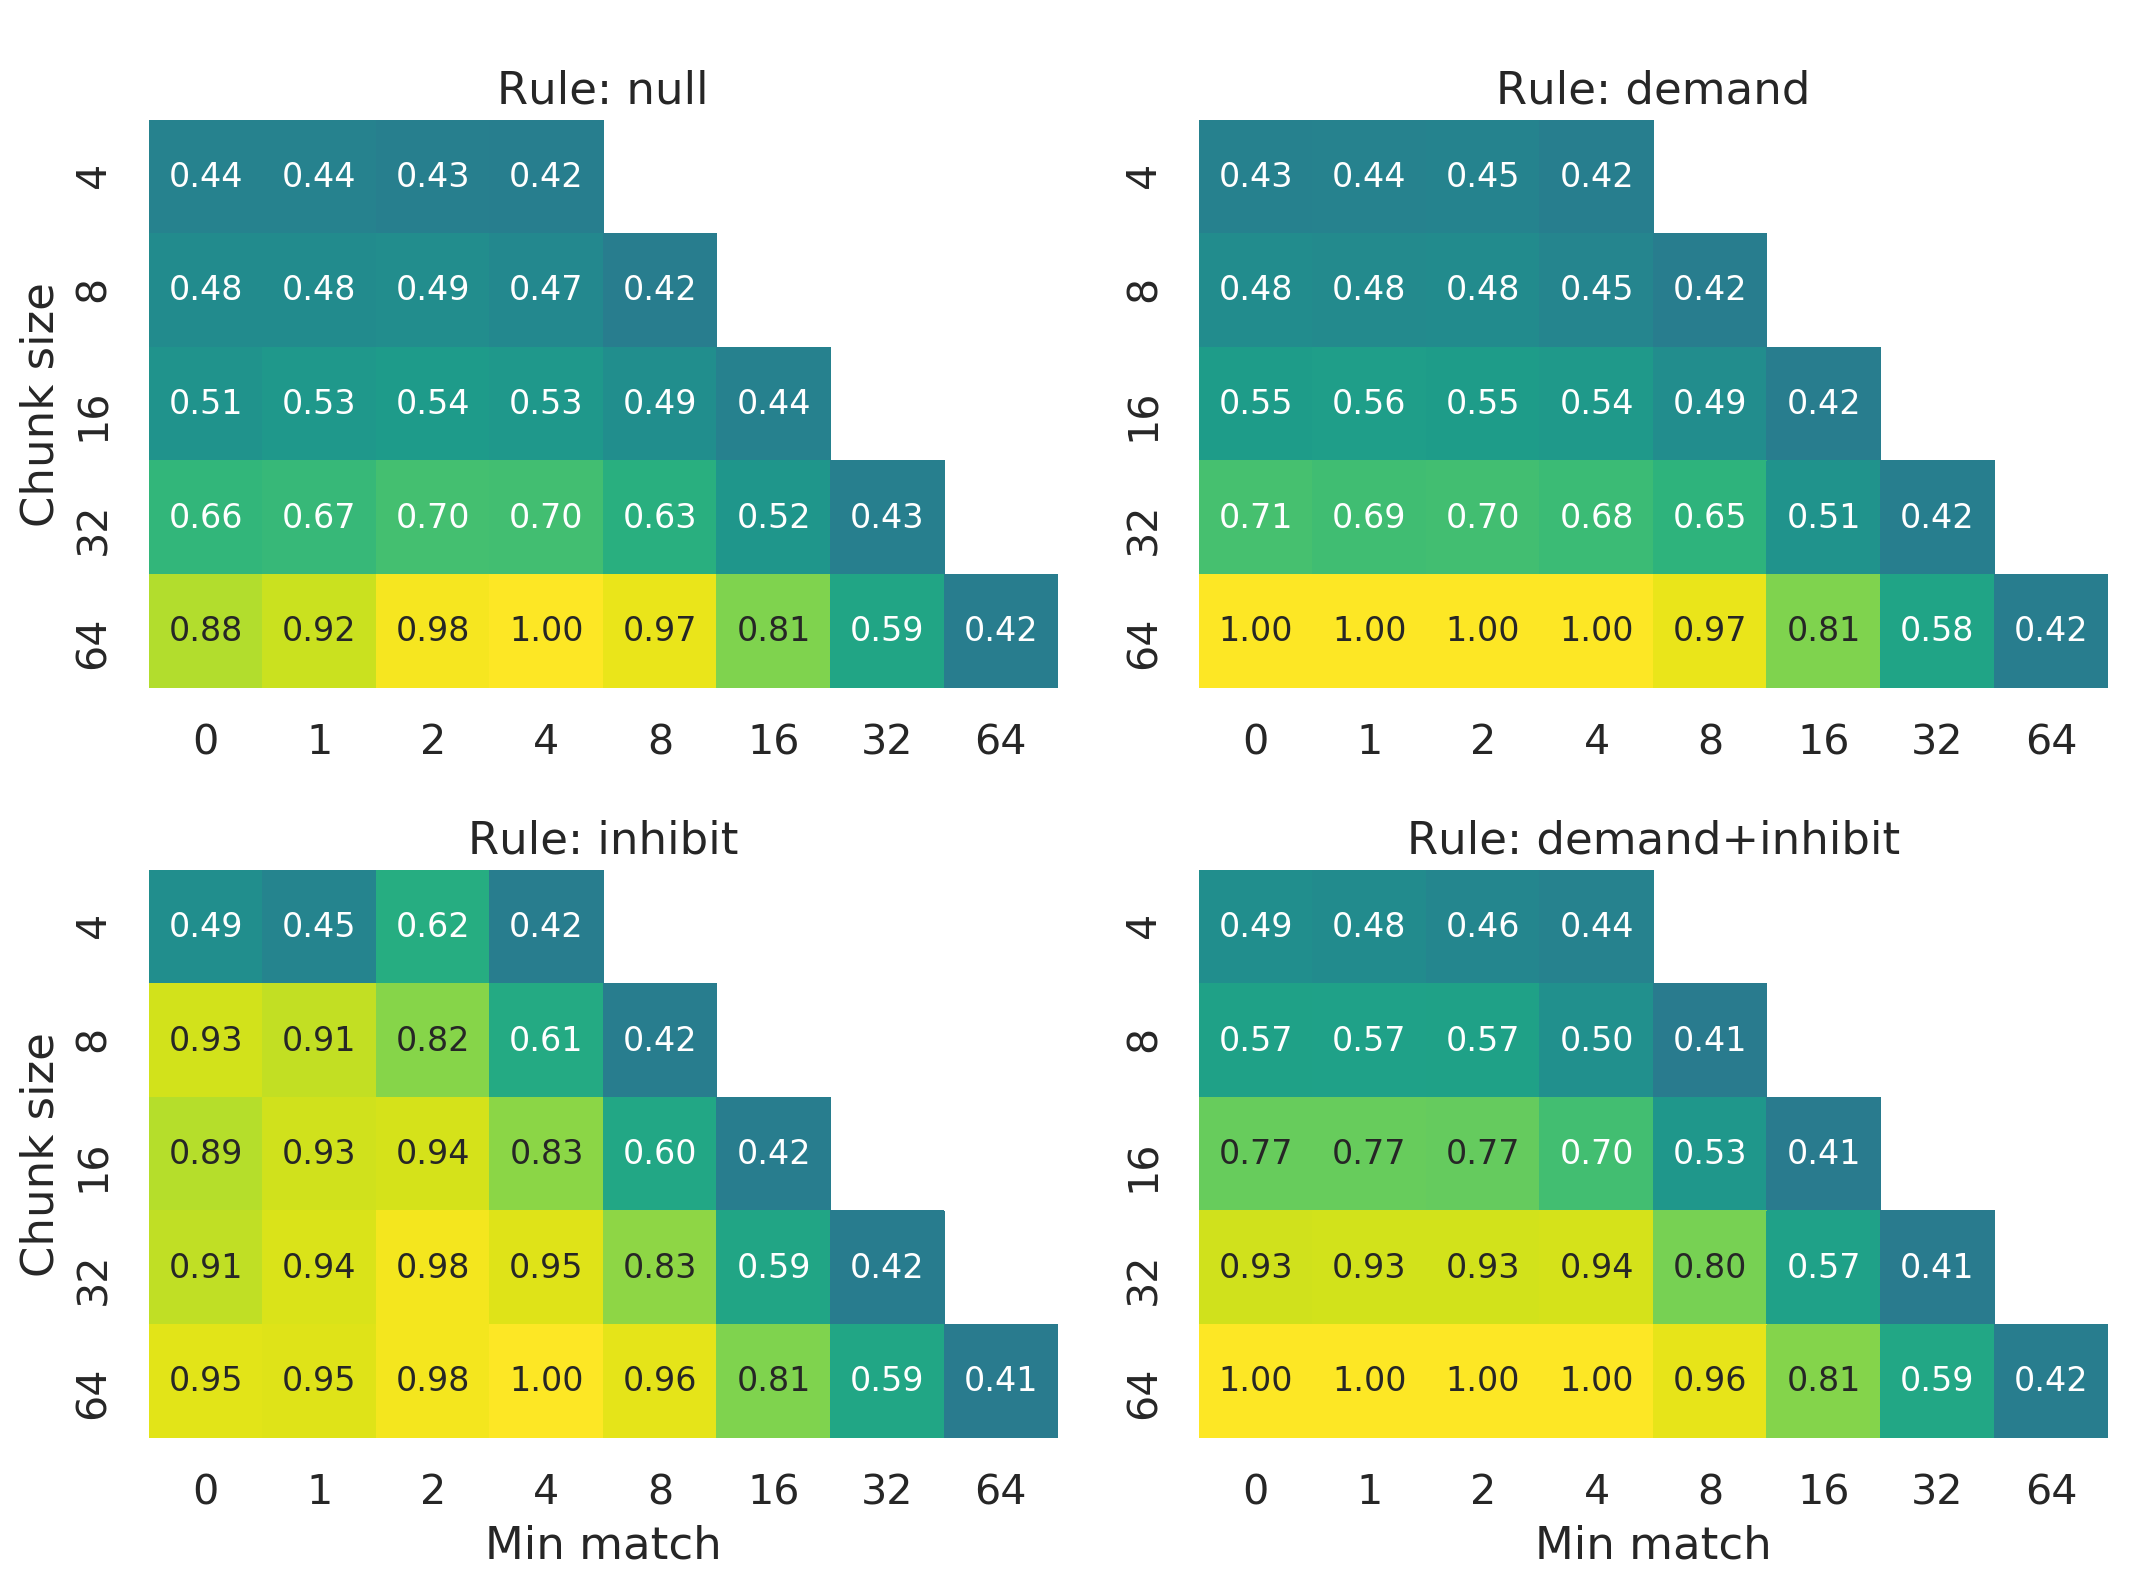 Rule: null
4
0.44 0.44 0.43 0.42
8
0.48 0.48 0.49 0.47 0.42
16
0.51 0.53 0.54 0.53 0.49 0.44
32
0.66 0.67 0.70 0.70 0.63 0.52 0.43
64
0.88 0.92 0.98 1.00 0.97 0.81 0.59 0.42
Chunk size
0 1 2 4 8 16 32 64
Rule: demand
4
0.43 0.44 0.45 0.42
8
0.48 0.48 0.48 0.45 0.42
16
0.55 0.56 0.55 0.54 0.49 0.42
32
0.71 0.69 0.70 0.68 0.65 0.51 0.42
64
1.00 1.00 1.00 1.00 0.97 0.81 0.58 0.42
0 1 2 4 8 16 32 64
Rule: inhibit
4
0.49 0.45 0.62 0.42
8
0.93 0.91 0.82 0.61 0.42
16
0.89 0.93 0.94 0.83 0.60 0.42
32
0.91 0.94 0.98 0.95 0.83 0.59 0.42
64
0.95 0.95 0.98 1.00 0.96 0.81 0.59 0.41
Chunk size
0 1 2 4 8 16 32 64
Min match
Rule: demand+inhibit
4
0.49 0.48 0.46 0.44
8
0.57 0.57 0.57 0.50 0.41
16
0.77 0.77 0.77 0.70 0.53 0.41
32
0.93 0.93 0.93 0.94 0.80 0.57 0.41
64
1.00 1.00 1.00 1.00 0.96 0.81 0.59 0.42
0 1 2 4 8 16 32 64
Min match